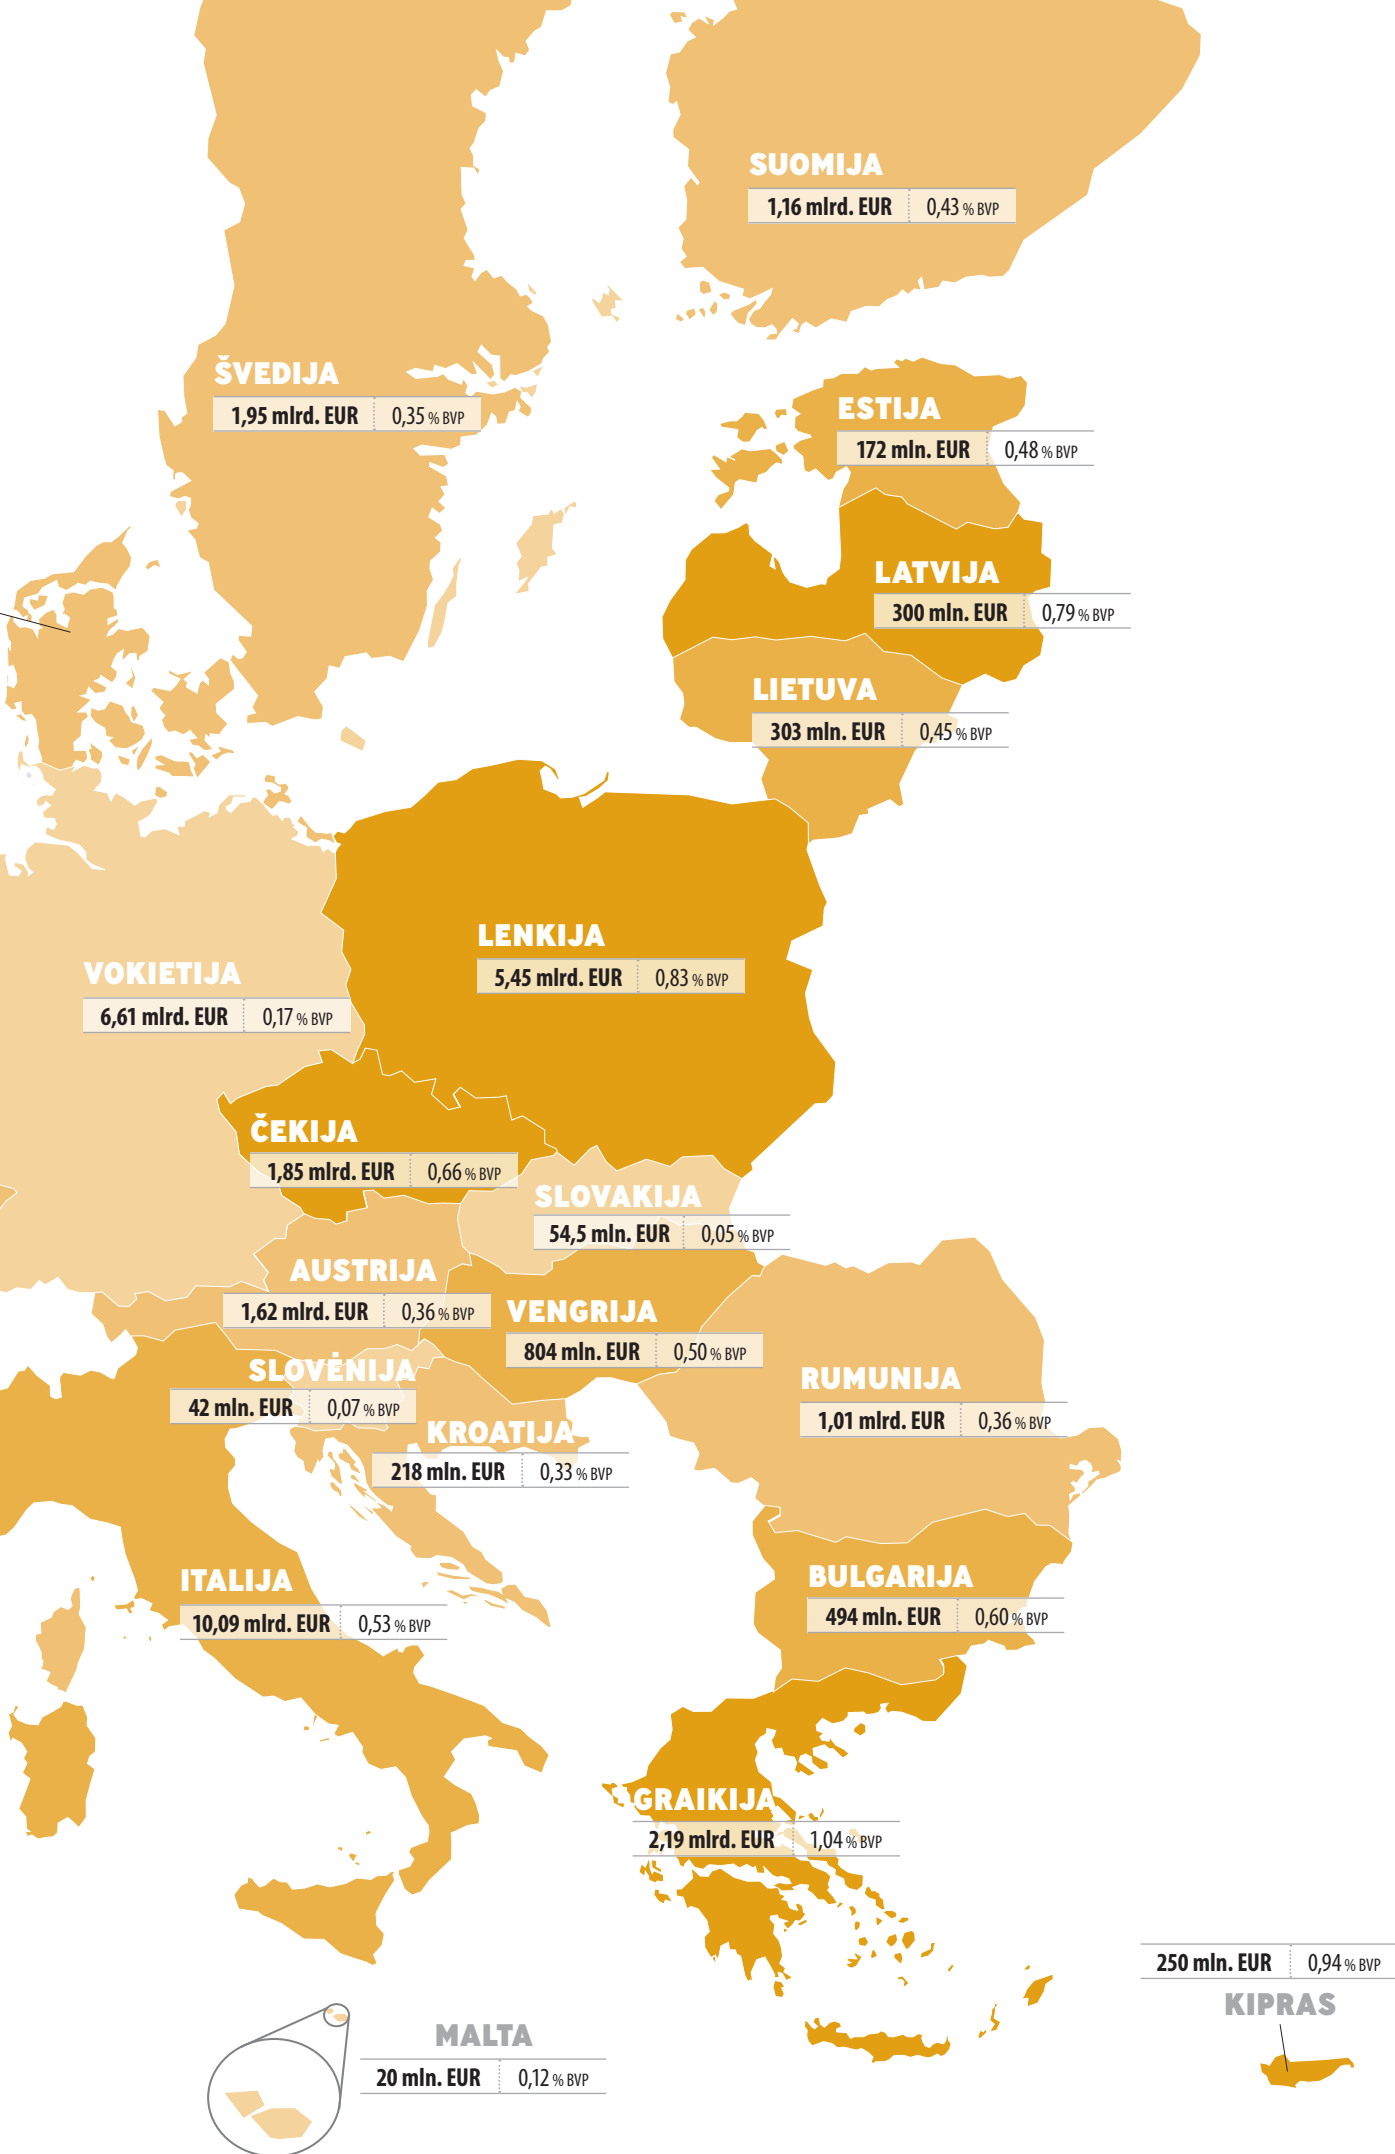 SUOMIJA
1,16 mlrd. EUR 0,43 % BVP
ŠVEDIJA
1,95 mlrd. EUR 0,35 % BVP
ESTIJA
172 mln. EUR 0,48 % BVP
LATVIJA
300 mln. EUR 0,79 % BVP
LIETUVA
303 mln. EUR 0,45 % BVP
LENKIJA
5,45 mlrd. EUR 0,83 % BVP
VOKIETIJA
6,61 mlrd. EUR 0,17 % BVP
ČEKIJA
1,85 mlrd. EUR 0,66 % BVP
SLOVAKIJA
54,5 mln. EUR 0,05 % BVP
AUSTRIJA
1,62 mlrd. EUR 0,36 % BVP
VENGRIJA
804 mln. EUR 0,50 % BVP
SLOVĖNIJA
42 mln. EUR 0,07 % BVP
RUMUNIJA
1,01 mlrd. EUR 0,36 % BVP
KROATIJA
218 mln. EUR 0,33 % BVP
ITALIJA
10,09 mlrd. EUR 0,53 % BVP
BULGARIJA
494 mln. EUR 0,60 % BVP
GRAIKIJA
2,19 mlrd. EUR 1,04 % BVP
250 mln. EUR 0,94 % BVP
KIPRAS
MALTA
20 mln. EUR 0,12 % BVP